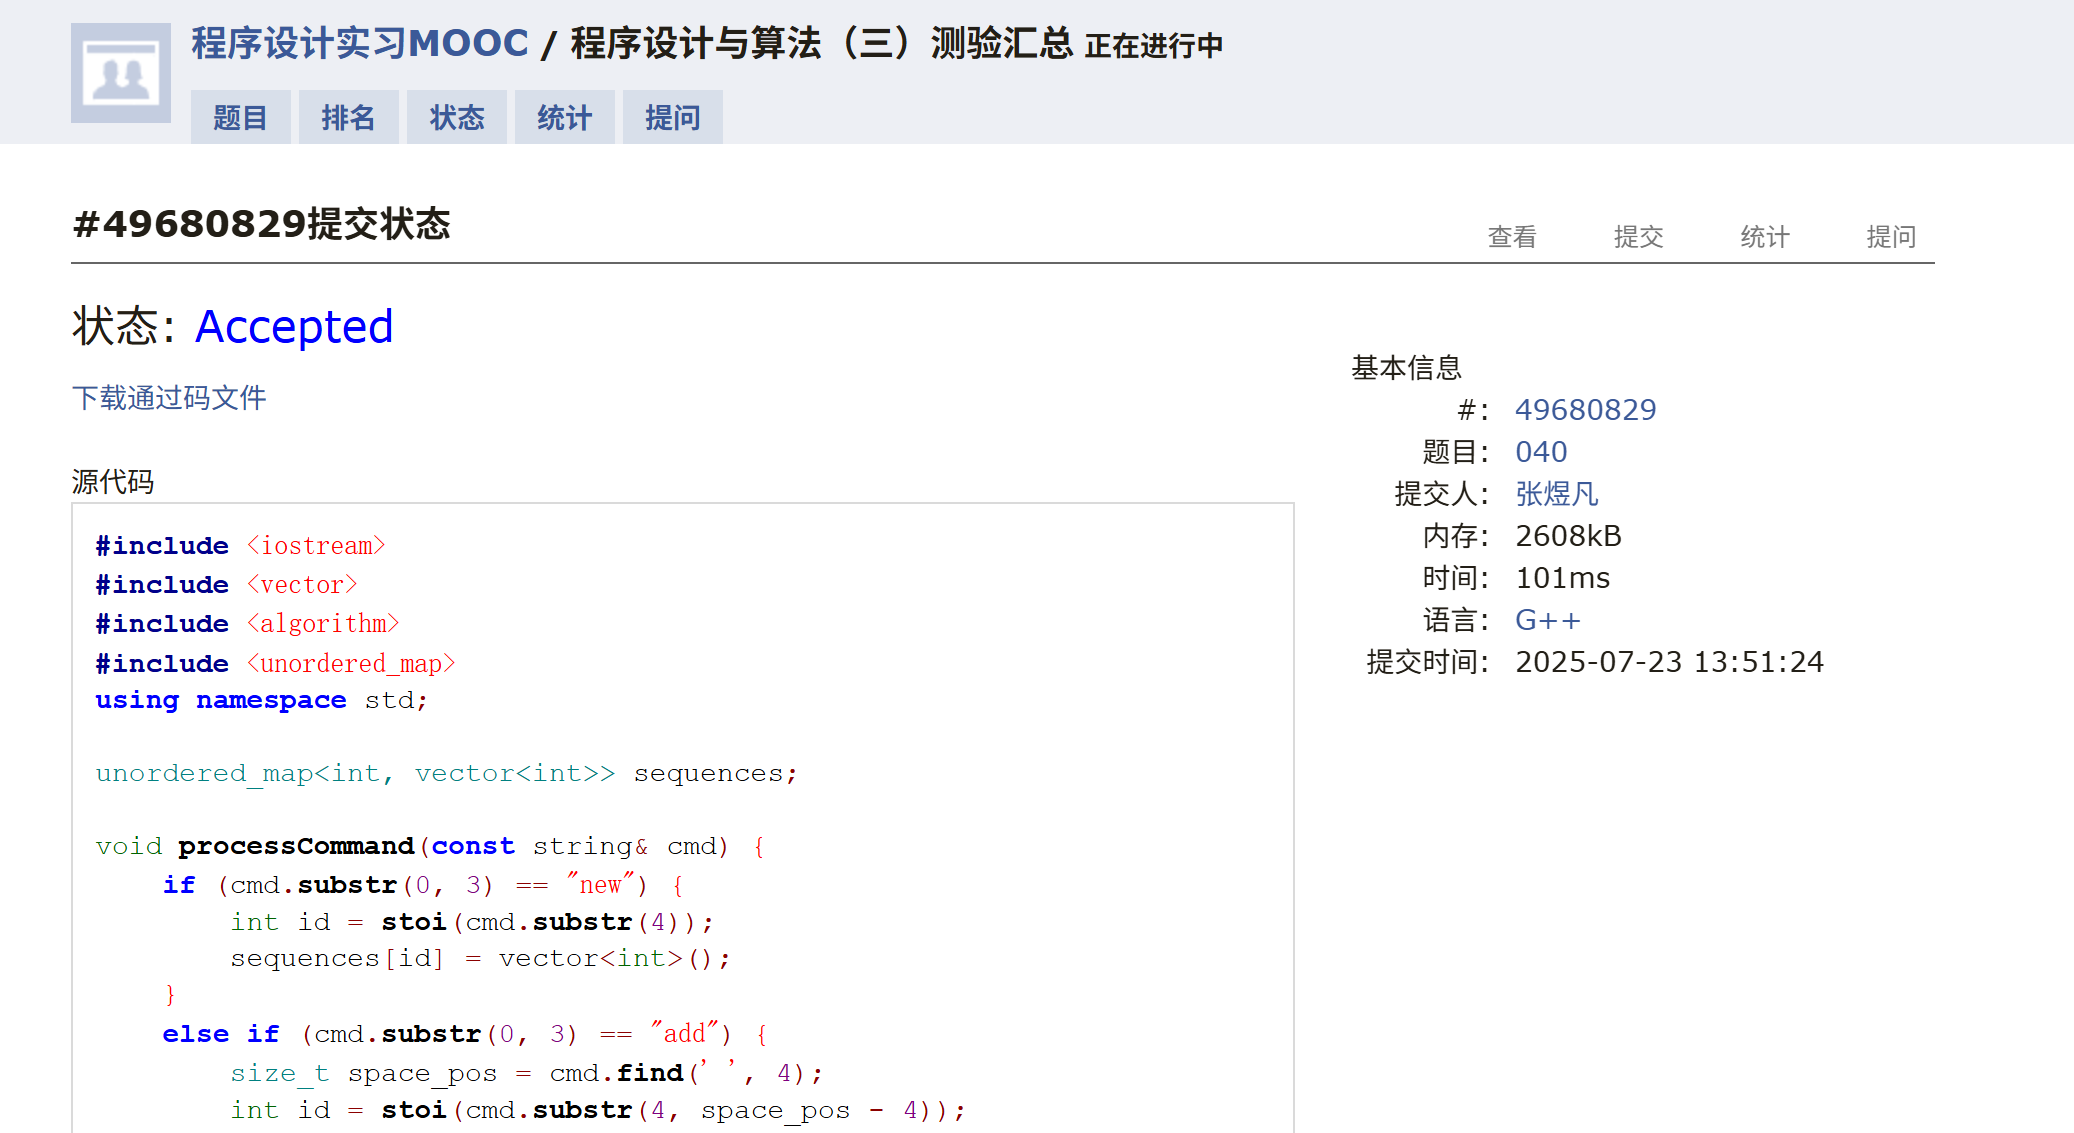 程序设计实习MOOC / 程序设计与算法（三）测验汇总 正在进行中
题目 排名 状态 统计 提问
#49680829提交状态
查看 提交 统计 提问
状态: Accepted
下载通过码文件
基本信息
#: 49680829
题目: 040
提交人: 张煜凡
内存: 2608kB
时间: 101ms
语言: G++
提交时间: 2025-07-23 13:51:24
源代码
#include <iostream>
#include <vector>
#include <algorithm>
#include <unordered_map>
using namespace std;
unordered_map<int, vector<int>> sequences;
void processCommand(const string& cmd) {
    if (cmd.substr(0, 3) == "new") {
        int id = stoi(cmd.substr(4));
        sequences[id] = vector<int>();
    }
    else if (cmd.substr(0, 3) == "add") {
        size_t space_pos = cmd.find(' ', 4);
        int id = stoi(cmd.substr(4, space_pos - 4));